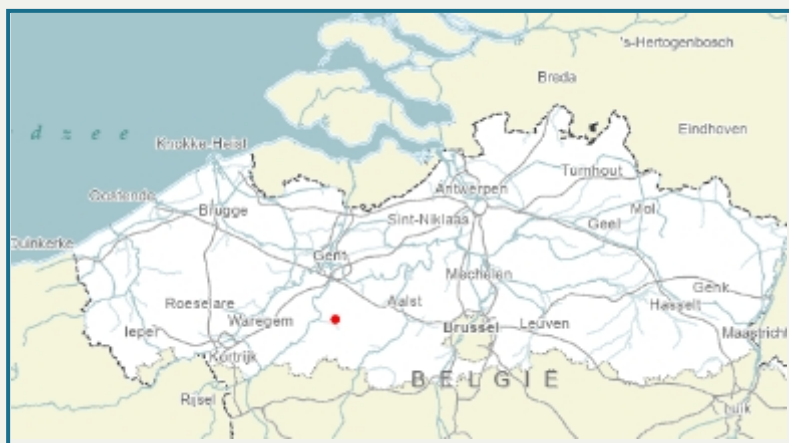 's-Hertogenbosch
Breda
Eindhoven
d z e e
Knokke-Heist
Turnhout
Antwerpen
Oostende
Brugge
Sint-Niklaas
Geel
Mol
Duinkerke
Gent
Mechelen
Genk
Roeselare
Aalst
Hasselt
Ieper
Waregem
Brussel
Leuven
Maastricht
Kortrijk
BELGIË
Rijsel
Luik